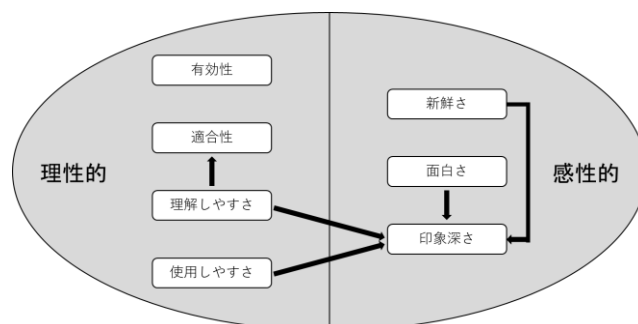 有効性
適合性
理性的
理解しやすさ
使用しやすさ
新鮮さ
面白さ
感性的
印象深さ